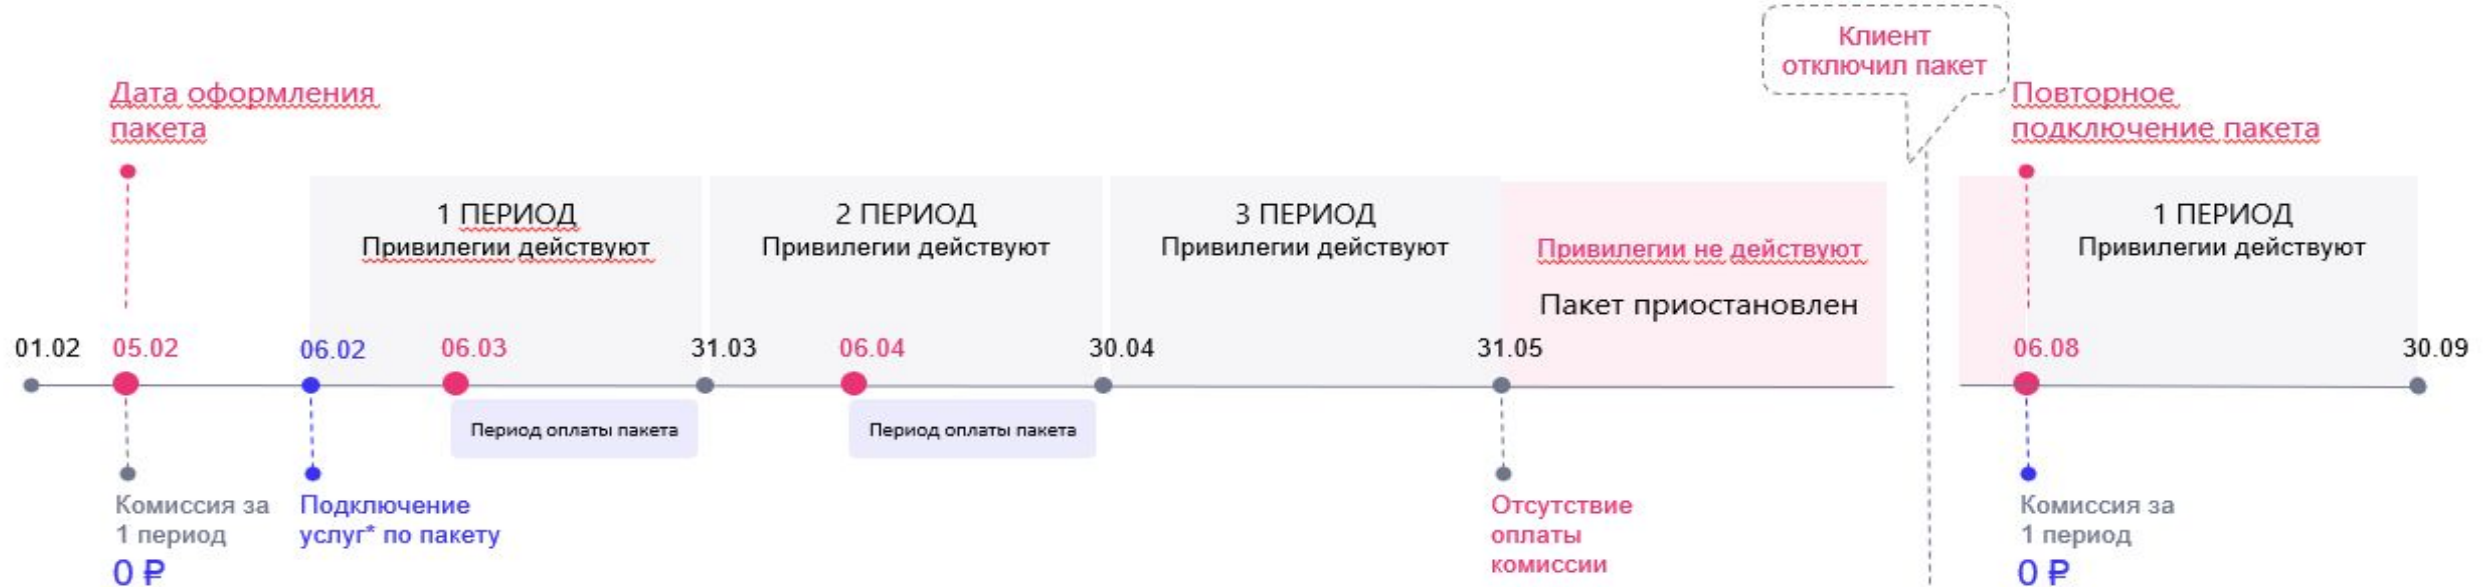 Клиент
отключил пакет
Дата оформления
пакета
Повторное
подключение пакета
1 ПЕРИОД
Привилегии действуют
2 ПЕРИОД
Привилегии действуют
3 ПЕРИОД
Привилегии действуют
Привилегии не действуют
Пакет приостановлен
1 ПЕРИОД
Привилегии действуют
01.02
05.02
06.02
06.03
31.03
06.04
30.04
31.05
06.08
30.09
Период оплаты пакета
Период оплаты пакета
Комиссия за
1 период
0 ₽
Подключение
услуг* по пакету
Отсутствие
оплаты
комиссии
Комиссия за
1 период
0 ₽